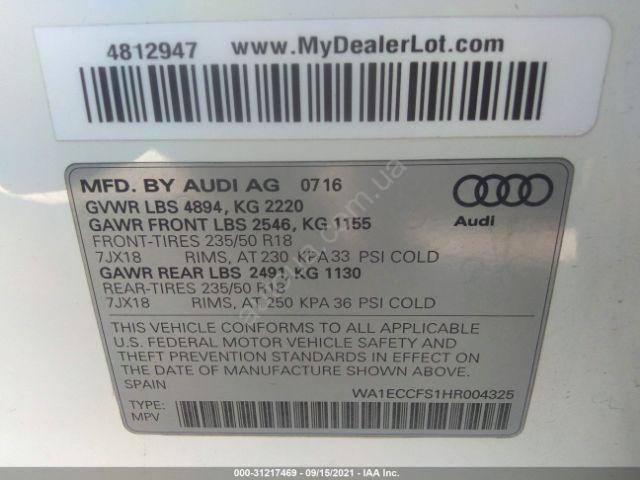 4812947 www.MyDealerLot.com
MFD. BY AUDI AG 0716
GVWR LBS 4894, KG 2220
GAWR FRONT LBS 2546, KG 1155
FRONT-TIRES 235/50 R18
7JX18 RIMS, AT 230 KPA 33 PSI COLD
GAWR REAR LBS 2491, KG 1130
REAR-TIRES 235/50 R18
7JX18 RIMS, AT 250 KPA 36 PSI COLD
Audi
THIS VEHICLE CONFORMS TO ALL APPLICABLE
U.S. FEDERAL MOTOR VEHICLE SAFETY AND
THEFT PREVENTION STANDARDS IN EFFECT ON
THE DATE OF MANUFACTURE SHOWN ABOVE.
SPAIN
WA1ECCFS1HR004325
TYPE:
MPV
000-31217469 - 09/15/2021 - IAA Inc.